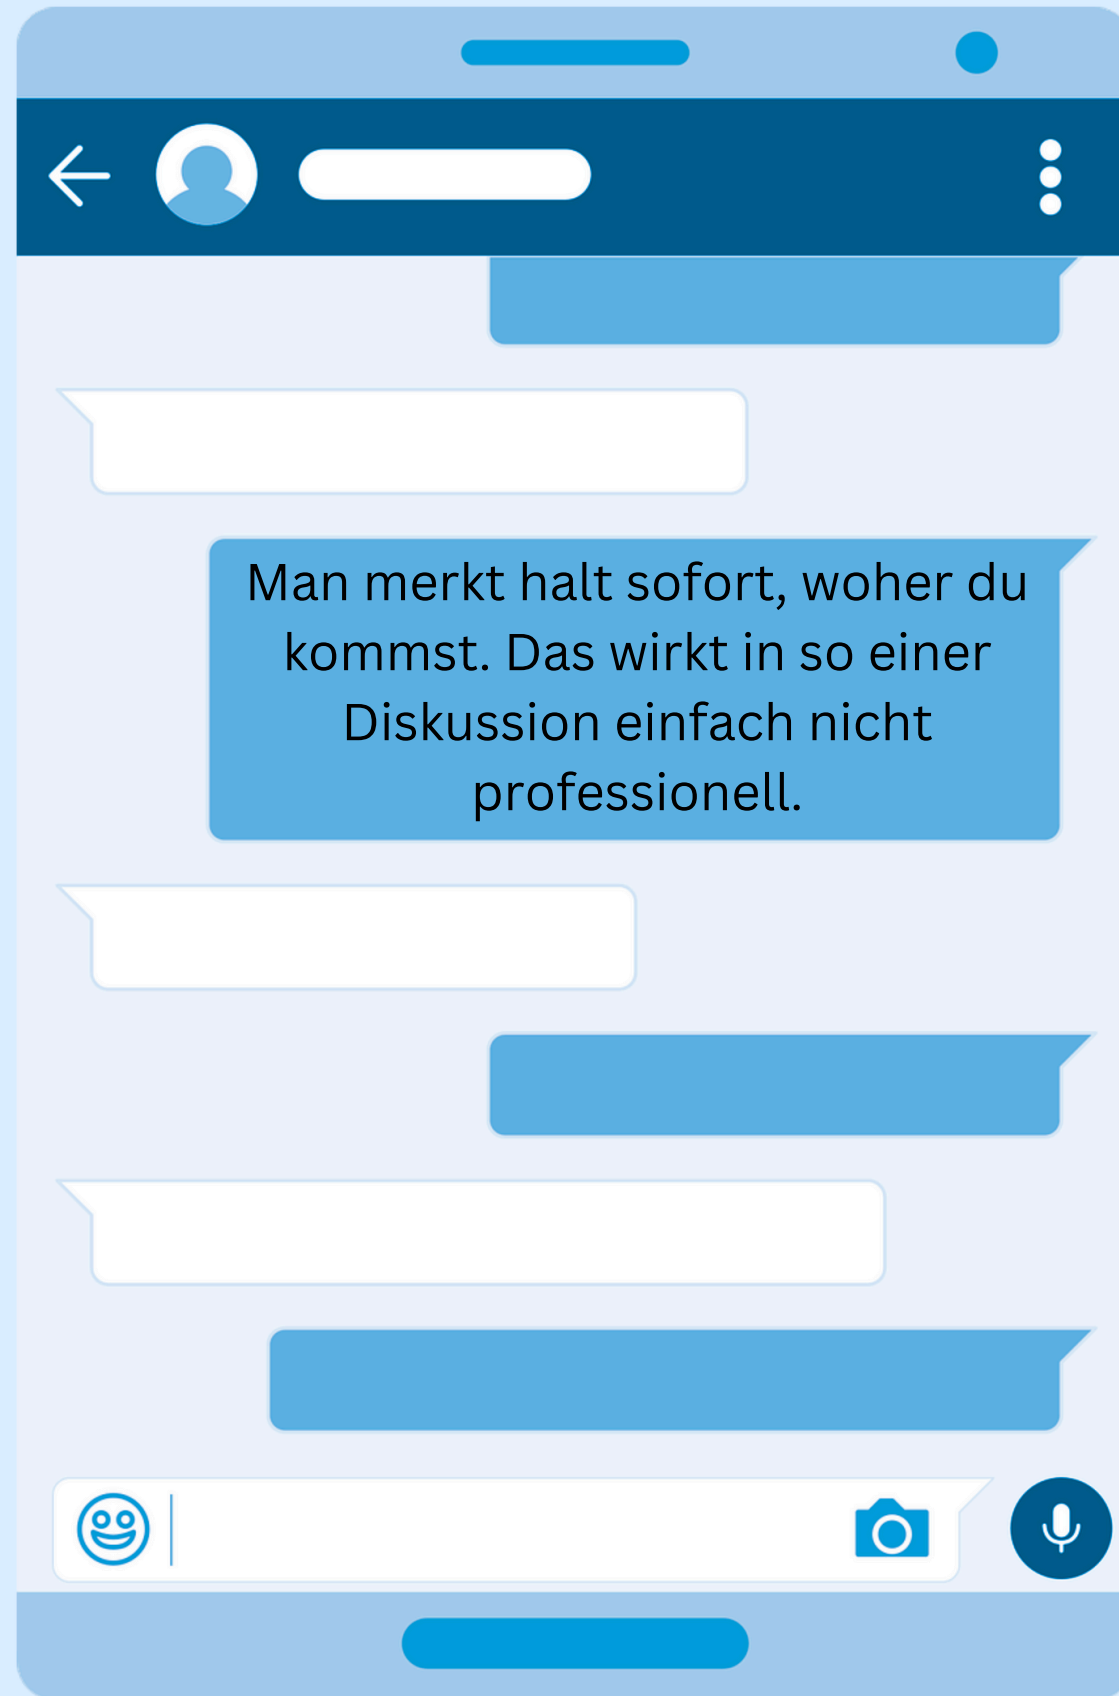 Man merkt halt sofort, woher du
kommst. Das wirkt in so einer
Diskussion einfach nicht
professionell.